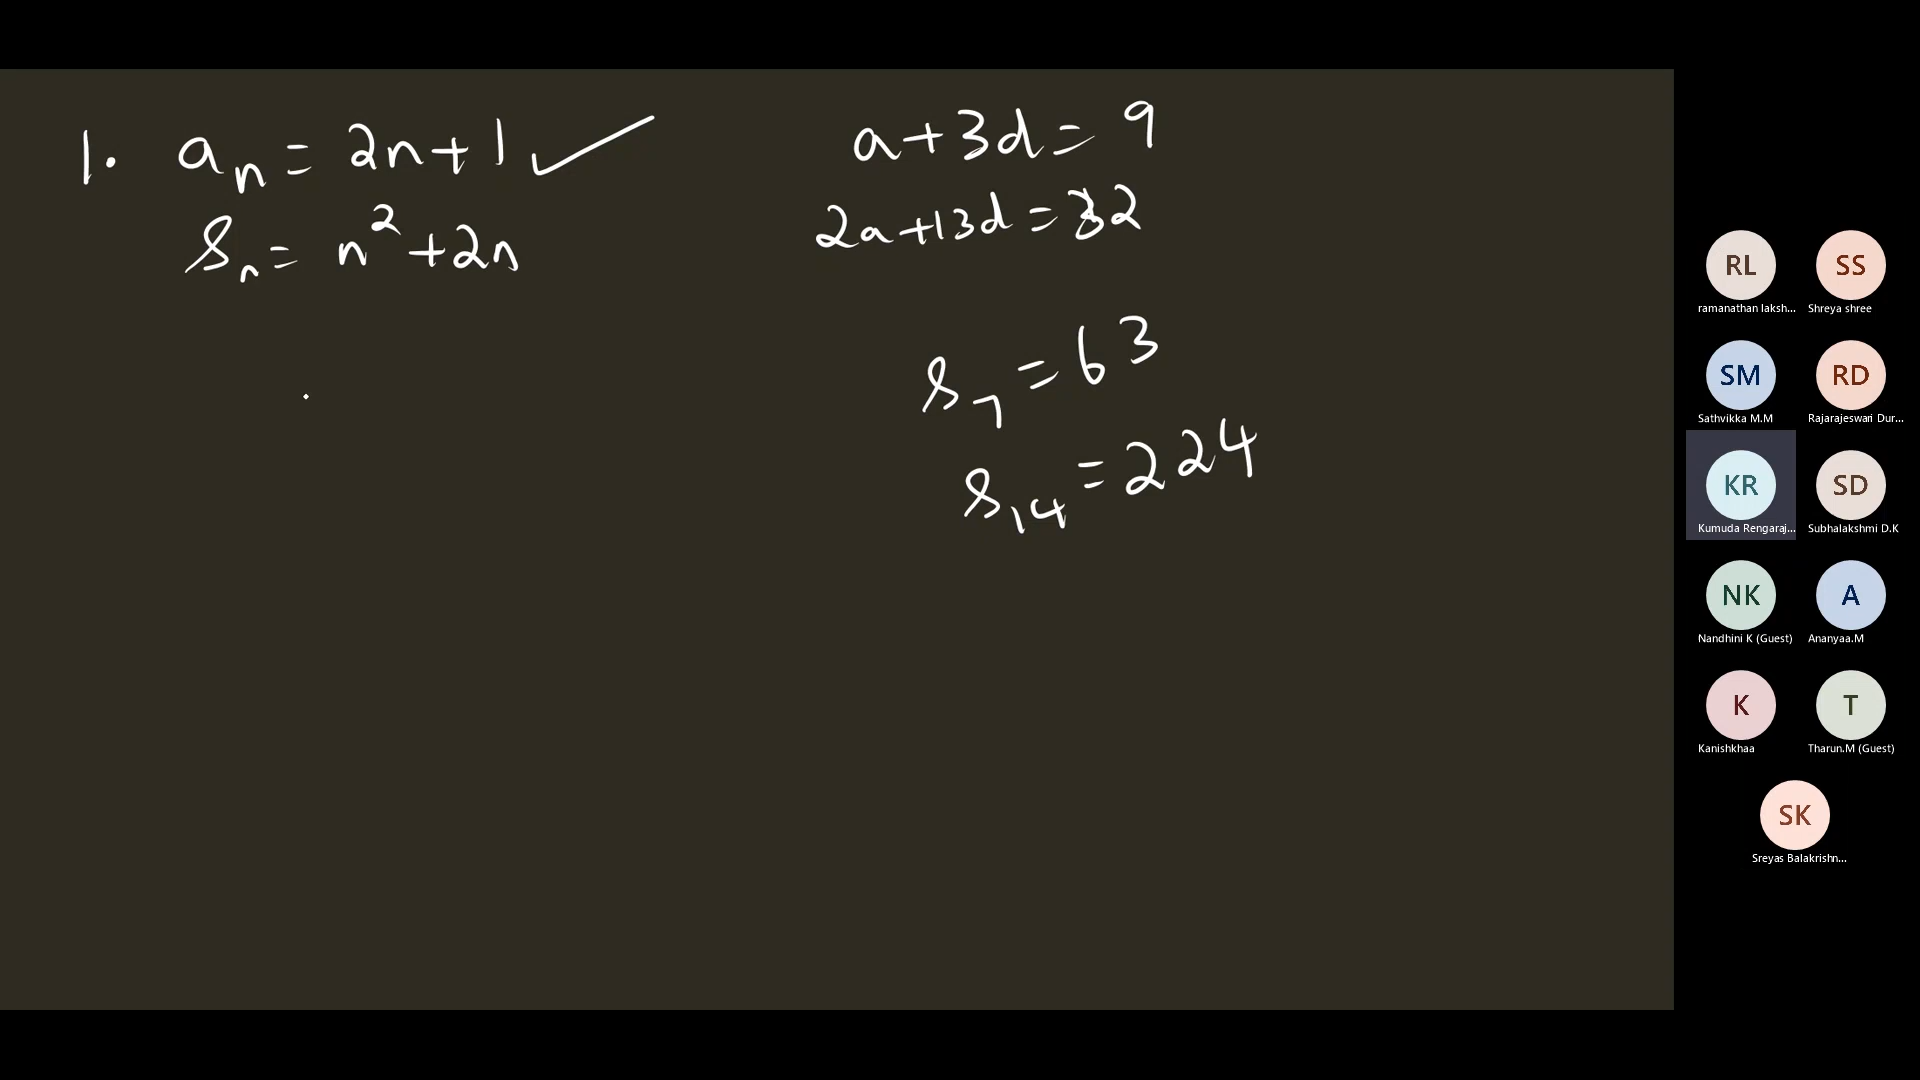 1. aₙ = 2n+1 ✓
Sₙ = n² + 2n
a+3d = 9
2a+13d = 32
S₇ = 63
S₁₄ = 224
RL
ramanathan laksh...
SS
Shreya shree
SM
Sathvikka M.M
RD
Rajarajeswari Dur...
KR
Kumuda Rengaraj...
SD
Subhalakshmi D.K
NK
Nandhini K (Guest)
A
Ananyaa.M
K
Kanishkhaa
T
Tharun.M (Guest)
SK
Sreyas Balakrishn...